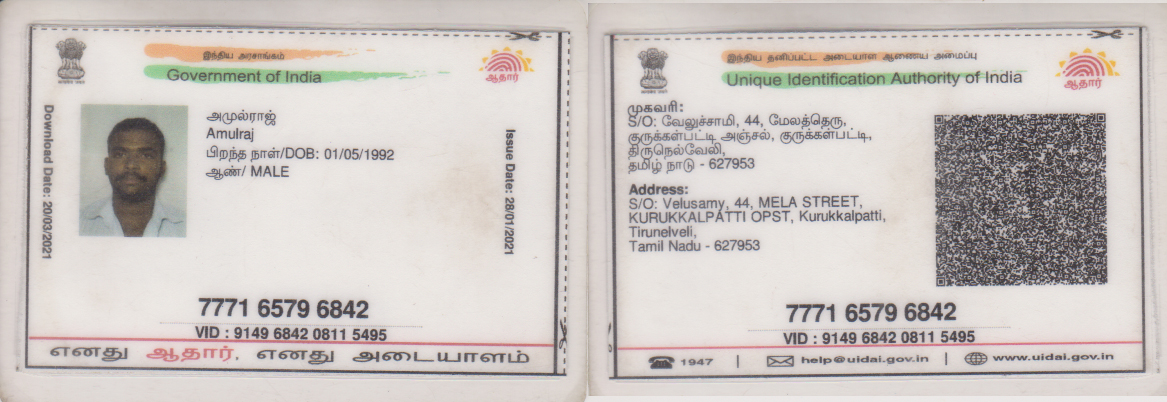 இந்திய அரசாங்கம்
Government of India
ஆதார்
அமுல்ராஜ்
Amulraj
பிறந்த நாள்/DOB: 01/05/1992
ஆண்/ MALE
Download Date: 20/03/2021
Issue Date: 28/01/2021
7771 6579 6842
VID : 9149 6842 0811 5495
எனது ஆதார், எனது அடையாளம்
இந்திய தனிப்பட்ட அடையாள ஆணைய அமைப்பு
Unique Identification Authority of India
ஆதார்
முகவரி:
S/O: வேலுச்சாமி, 44, மேலத்தெரு,
குருக்கள்பட்டி அஞ்சல், குருக்கள்பட்டி,
திருநெல்வேலி,
தமிழ் நாடு - 627953
Address:
S/O: Velusamy, 44, MELA STREET,
KURUKKALPATTI OPST, Kurukkalpatti,
Tirunelveli,
Tamil Nadu - 627953
7771 6579 6842
VID : 9149 6842 0811 5495
1947 | help@uidai.gov.in | www.uidai.gov.in